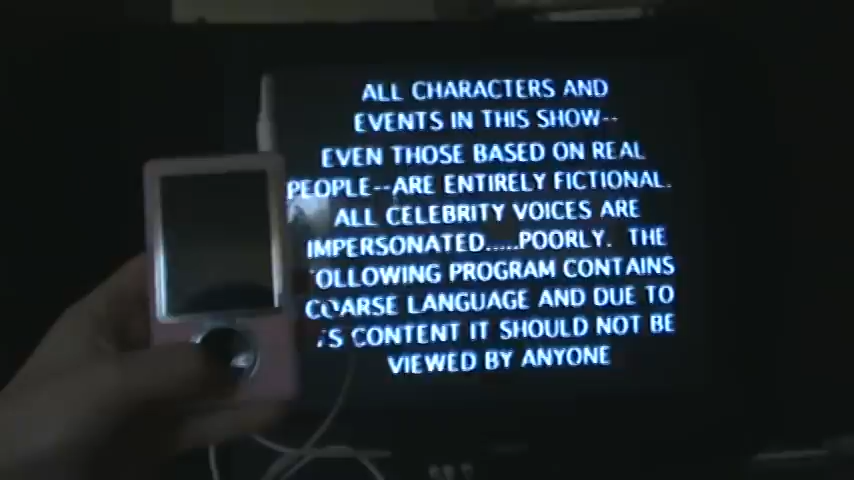 ALL CHARACTERS AND
EVENTS IN THIS SHOW--
EVEN THOSE BASED ON REAL
PEOPLE--ARE ENTIRELY FICTIONAL.
ALL CELEBRITY VOICES ARE
IMPERSONATED.....POORLY. THE
OLLOWING PROGRAM CONTAINS
COARSE LANGUAGE AND DUE TO
S CONTENT IT SHOULD NOT BE
VIEWED BY ANYONE